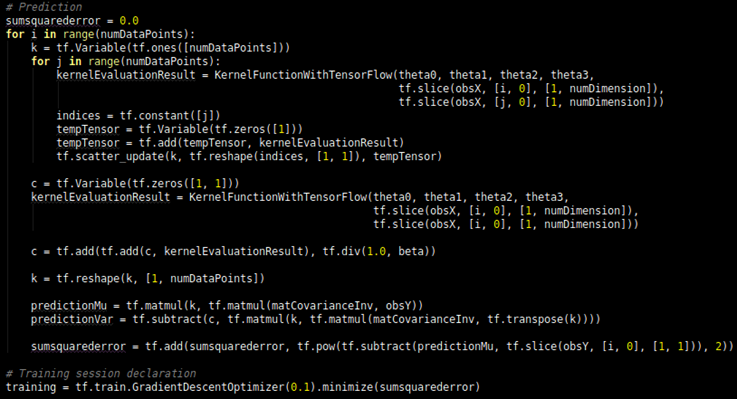 # Prediction
sumsquarederror = 0.0
for i in range(numDataPoints):
    k = tf.Variable(tf.ones([numDataPoints]))
    for j in range(numDataPoints):
        kernelEvaluationResult = KernelFunctionWithTensorFlow(theta0, theta1, theta2, theta3,
                                                              tf.slice(obsX, [i, 0], [1, numDimension]),
                                                              tf.slice(obsX, [j, 0], [1, numDimension]))
        indices = tf.constant([j])
        tempTensor = tf.Variable(tf.zeros([1]))
        tempTensor = tf.add(tempTensor, kernelEvaluationResult)
        tf.scatter_update(k, tf.reshape(indices, [1, 1]), tempTensor)

    c = tf.Variable(tf.zeros([1, 1]))
    kernelEvaluationResult = KernelFunctionWithTensorFlow(theta0, theta1, theta2, theta3,
                                                          tf.slice(obsX, [i, 0], [1, numDimension]),
                                                          tf.slice(obsX, [i, 0], [1, numDimension]))

    c = tf.add(tf.add(c, kernelEvaluationResult), tf.div(1.0, beta))

    k = tf.reshape(k, [1, numDataPoints])

    predictionMu = tf.matmul(k, tf.matmul(matCovarianceInv, obsY))
    predictionVar = tf.subtract(c, tf.matmul(k, tf.matmul(matCovarianceInv, tf.transpose(k))))

    sumsquarederror = tf.add(sumsquarederror, tf.pow(tf.subtract(predictionMu, tf.slice(obsY, [i, 0], [1, 1])), 2))

# Training session declaration
training = tf.train.GradientDescentOptimizer(0.1).minimize(sumsquarederror)